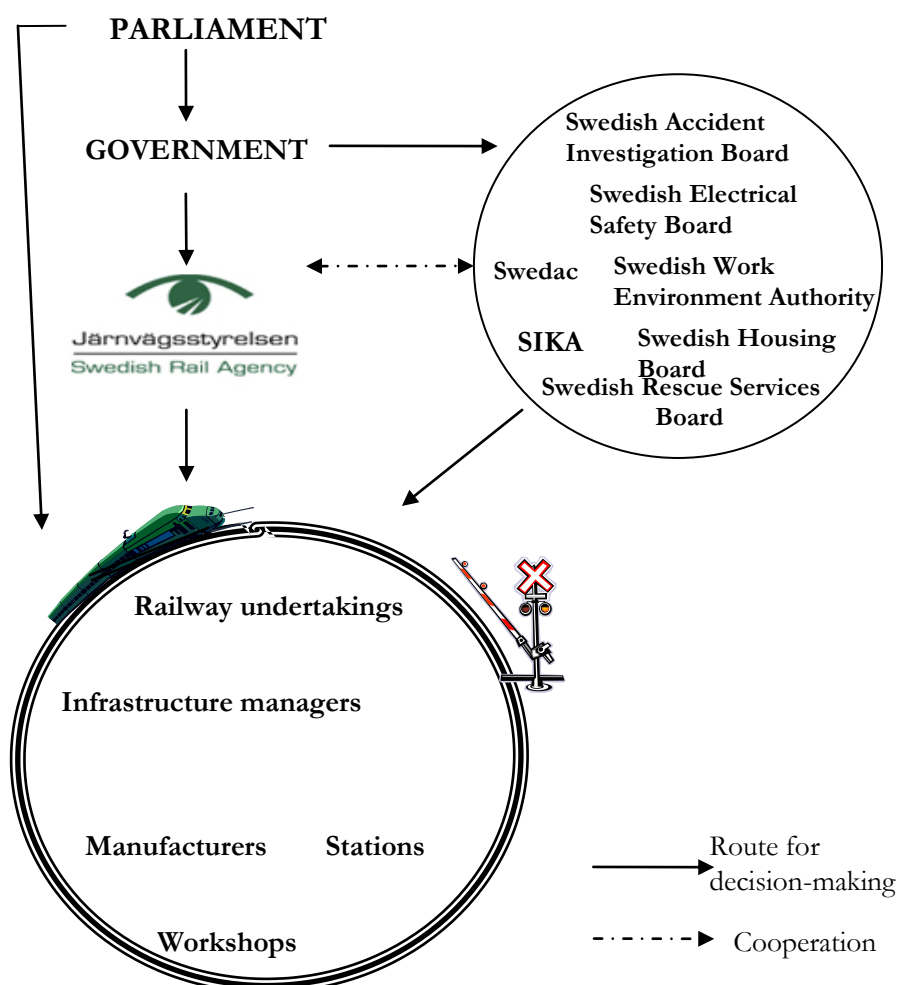 PARLIAMENT
GOVERNMENT
Swedish Accident
Investigation Board
Swedish Electrical
Safety Board
Swedac
Swedish Work
Environment Authority
SIKA
Swedish Housing
Board
Swedish Rescue Services
Board
Järnvägsstyrelsen
Swedish Rail Agency
Railway undertakings
Infrastructure managers
Manufacturers
Stations
Workshops
Route for
decision-making
Cooperation